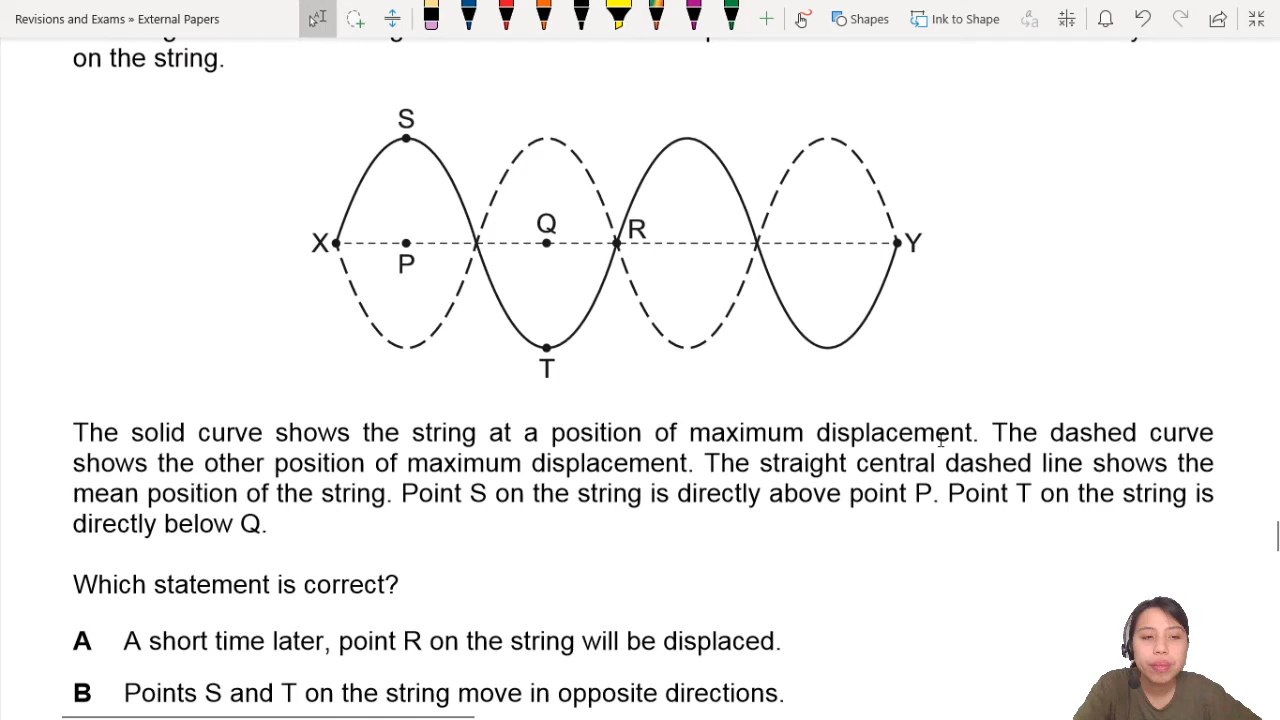 Revisions and Exams » External Papers
Shapes
Ink to Shape
on the string.
S
Q
R
X
Y
P
T
The solid curve shows the string at a position of maximum displacement. The dashed curve
shows the other position of maximum displacement. The straight central dashed line shows the
mean position of the string. Point S on the string is directly above point P. Point T on the string is
directly below Q.
Which statement is correct?
A A short time later, point R on the string will be displaced.
B Points S and T on the string move in opposite directions.